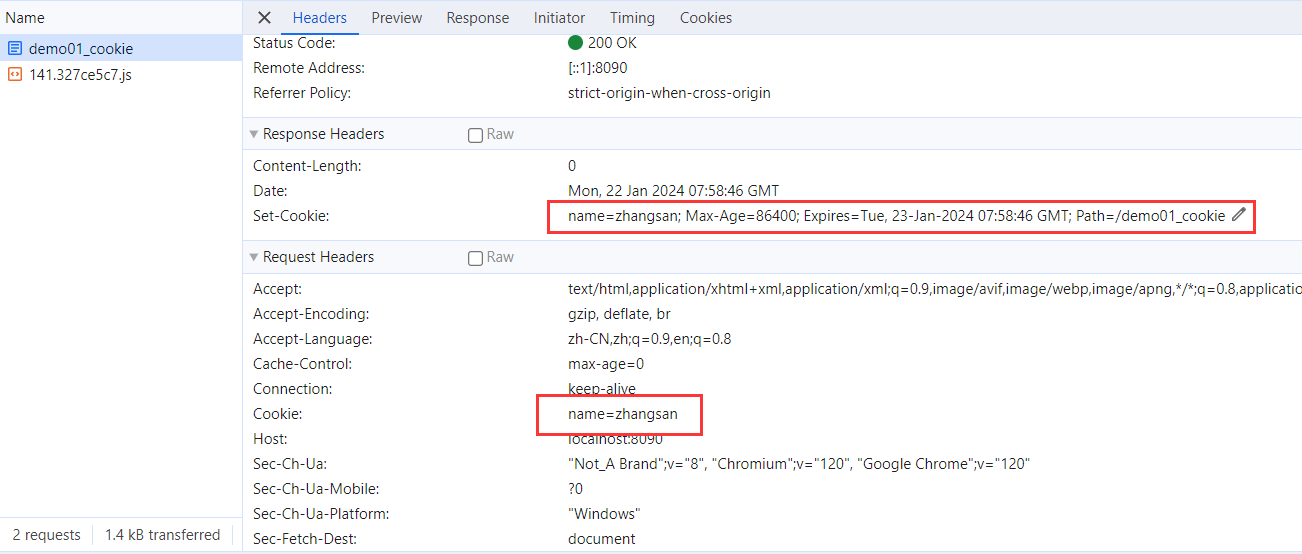 Name
demo01_cookie
141.327ce5c7.js
2 requests 1.4 kB transferred
Headers Preview Response Initiator Timing Cookies
Status Code: 200 OK
Remote Address: [::1]:8090
Referrer Policy: strict-origin-when-cross-origin
Response Headers Raw
Content-Length: 0
Date: Mon, 22 Jan 2024 07:58:46 GMT
Set-Cookie: name=zhangsan; Max-Age=86400; Expires=Tue, 23-Jan-2024 07:58:46 GMT; Path=/demo01_cookie
Request Headers Raw
Accept: text/html,application/xhtml+xml,application/xml;q=0.9,image/avif,image/webp,image/apng,*/*;q=0.8,applicatio
Accept-Encoding: gzip, deflate, br
Accept-Language: zh-CN,zh;q=0.9,en;q=0.8
Cache-Control: max-age=0
Connection: keep-alive
Cookie: name=zhangsan
Host: localhost:8090
Sec-Ch-Ua: "Not_A Brand";v="8", "Chromium";v="120", "Google Chrome";v="120"
Sec-Ch-Ua-Mobile: ?0
Sec-Ch-Ua-Platform: "Windows"
Sec-Fetch-Dest: document